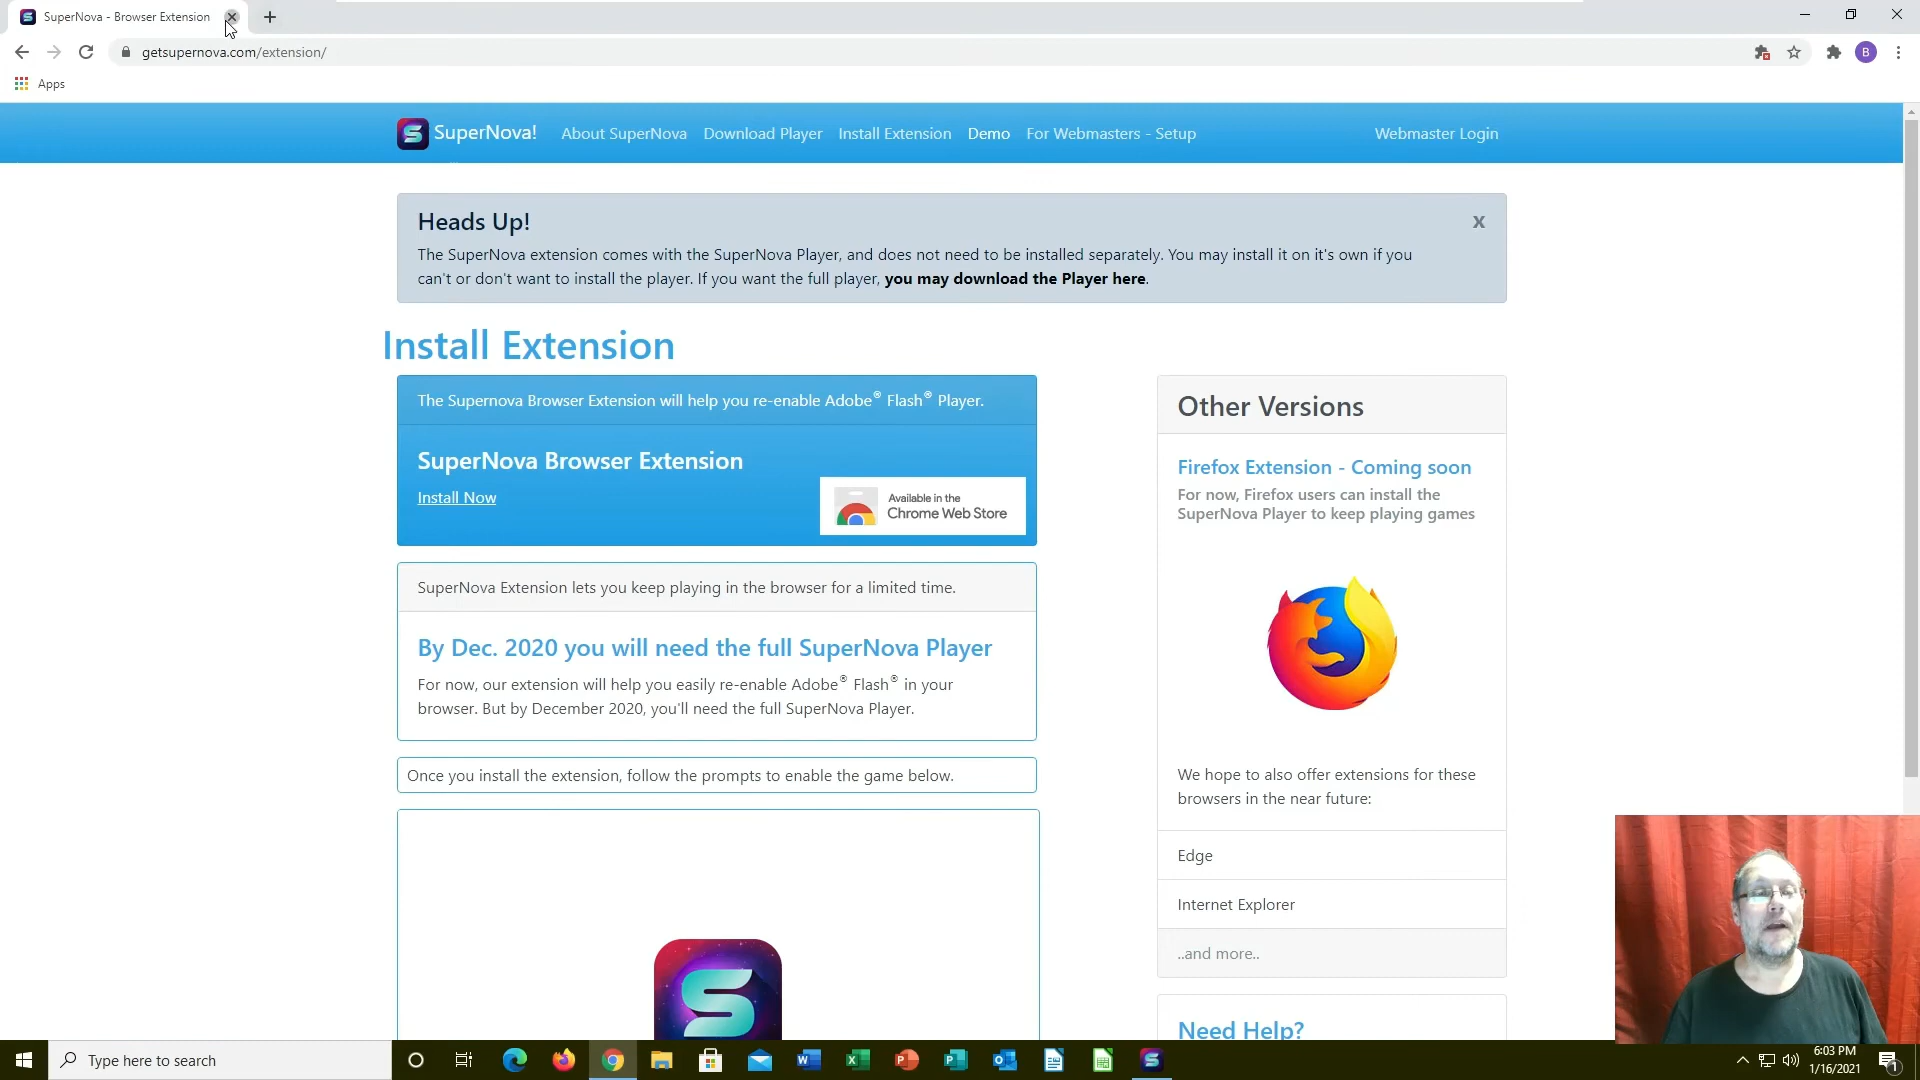 SuperNova - Browser Extension
getsupernova.com/extension/
B
Apps
SuperNova! About SuperNova Download Player Install Extension Demo For Webmasters - Setup Webmaster Login
Heads Up!
x
The SuperNova extension comes with the SuperNova Player, and does not need to be installed separately. You may install it on it's own if you
can't or don't want to install the player. If you want the full player, you may download the Player here.
Install Extension
The Supernova Browser Extension will help you re-enable Adobe® Flash® Player.
SuperNova Browser Extension
Install Now
Available in the
Chrome Web Store
SuperNova Extension lets you keep playing in the browser for a limited time.
By Dec. 2020 you will need the full SuperNova Player
For now, our extension will help you easily re-enable Adobe® Flash® in your
browser. But by December 2020, you'll need the full SuperNova Player.
Once you install the extension, follow the prompts to enable the game below.
Other Versions
Firefox Extension - Coming soon
For now, Firefox users can install the
SuperNova Player to keep playing games
We hope to also offer extensions for these
browsers in the near future:
Edge
Internet Explorer
..and more..
Need Help?
Type here to search
6:03 PM
1/16/2021
1